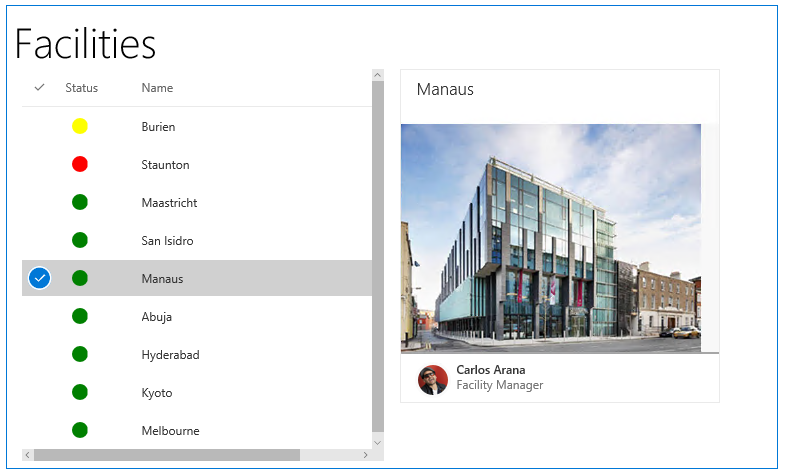 Facilities
Status Name
Burien
Staunton
Maastricht
San Isidro
Manaus
Abuja
Hyderabad
Kyoto
Melbourne
Manaus
Carlos Arana
Facility Manager